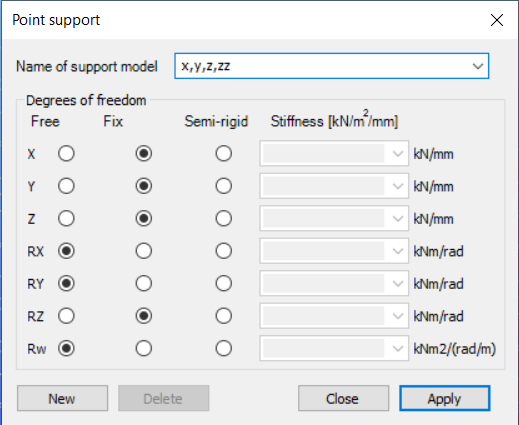 Point support
Name of support model x,y,z,zz
Degrees of freedom
Free Fix Semi-rigid Stiffness [kN/m²/mm]
X kN/mm
Y kN/mm
Z kN/mm
RX kNm/rad
RY kNm/rad
RZ kNm/rad
Rw kNm2/(rad/m)
New Delete Close Apply